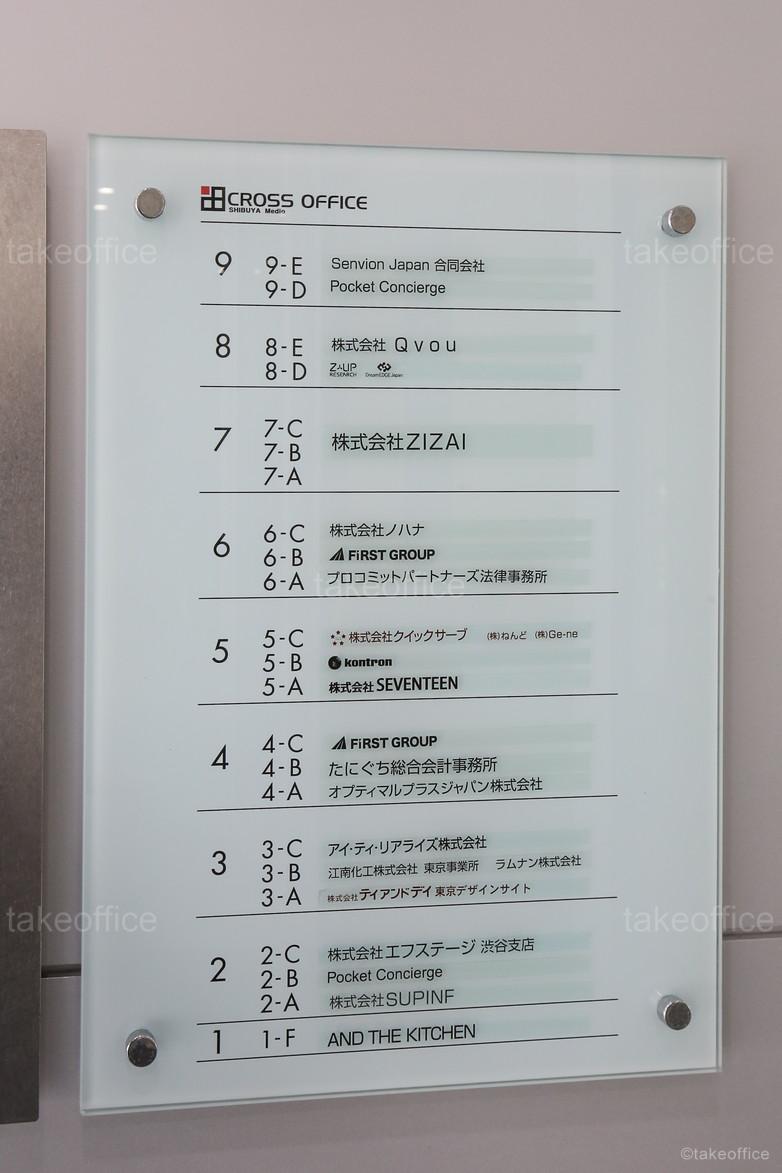 CROSS OFFICE
SHIBUYA Medio
takeoffice takeoffice
9 9-E Senvion Japan 合同会社
9-D Pocket Concierge
8 8-E 株式会社 Qvou
8-D Z-UP RESEARCH DreamEDGE Japan
7 7-C
7-B 株式会社ZIZAI
7-A
6 6-C 株式会社ノハナ
6-B FiRST GROUP
6-A プロコミットパートナーズ法律事務所
takeoffice
5 5-C 株式会社クイックサーブ (株)ねんど (株)Ge-ne
5-B kontron
5-A 株式会社 SEVENTEEN
4 4-C FiRST GROUP
4-B たにぐち総合会計事務所
4-A オプティマルプラスジャパン株式会社
3 3-C アイ・ティ・リアライズ株式会社
3-B 江南化工株式会社 東京事業所 ラムナン株式会社
3-A 株式会社ティアンドデイ 東京デザインサイト
takeoffice takeoffice
2 2-C 株式会社エフステージ 渋谷支店
2-B Pocket Concierge
2-A 株式会社SUPINF
1 1-F AND THE KITCHEN
©takeoffice